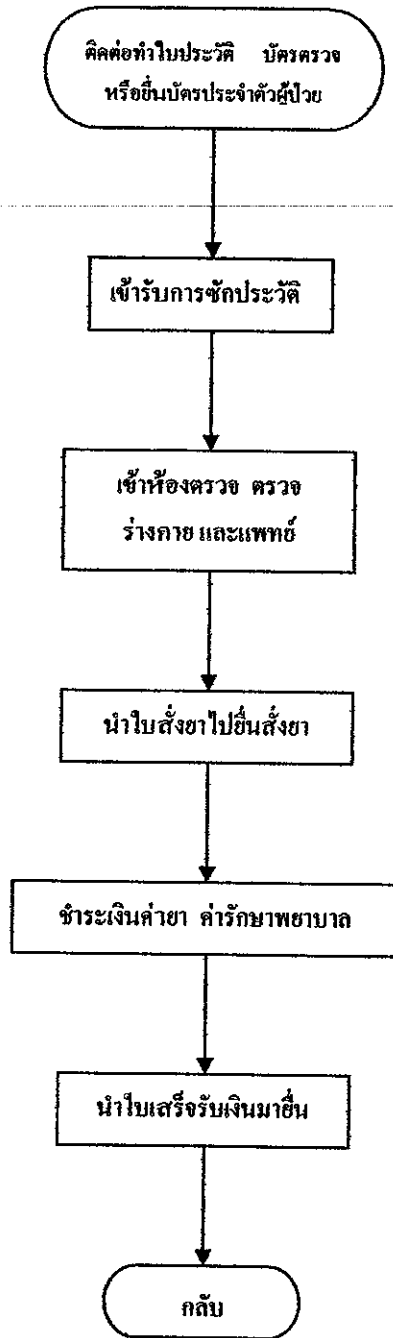 ติดต่อทำใบประวัติ บัตรตรวจ
หรือยื่นบัตรประจำตัวผู้ป่วย
เข้ารับการซักประวัติ
เข้าห้องตรวจ ตรวจ
ร่างกาย และแพทย์
นำใบสั่งยาไปยื่นสั่งยา
ชำระเงินค่ายา ค่ารักษาพยาบาล
นำใบเสร็จรับเงินมายื่น
กลับ